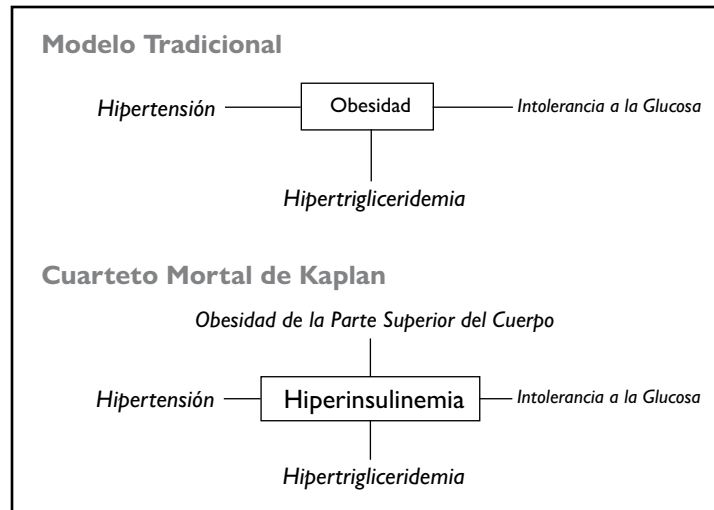 Modelo Tradicional
Hipertensión Obesidad Intolerancia a la Glucosa
Hipertrigliceridemia
Cuarteto Mortal de Kaplan
Obesidad de la Parte Superior del Cuerpo
Hipertensión Hiperinsulinemia Intolerancia a la Glucosa
Hipertrigliceridemia